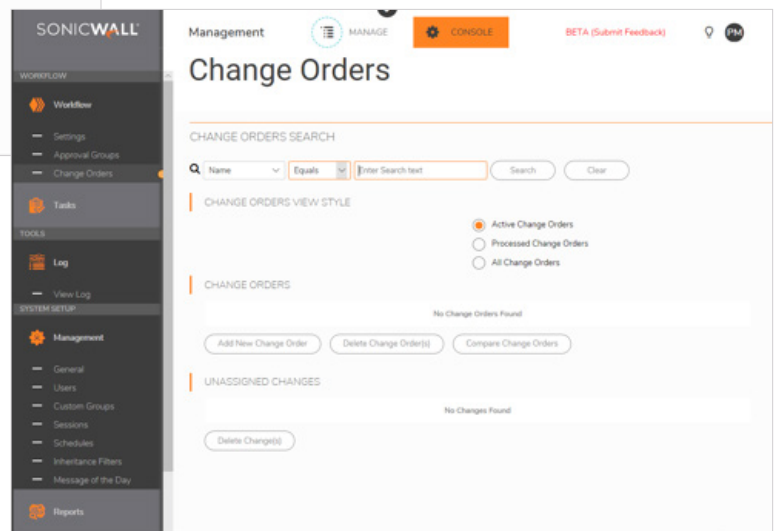 SONICWALL
WORKFLOW
Workflow
Settings
Approval Groups
Change Orders
Tasks
TOOLS
Log
View Log
SYSTEM SETUP
Management
General
Users
Custom Groups
Sessions
Schedules
Inheritance Filters
Message of the Day
Reports
Management
MANAGE
CONSOLE
BETA (Submit Feedback)
PM
Change Orders
CHANGE ORDERS SEARCH
Name Equals Enter Search text Search Clear
CHANGE ORDERS VIEW STYLE
Active Change Orders
Processed Change Orders
All Change Orders
CHANGE ORDERS
No Change Orders Found
Add New Change Order Delete Change Order(s) Compare Change Orders
UNASSIGNED CHANGES
No Changes Found
Delete Change(s)